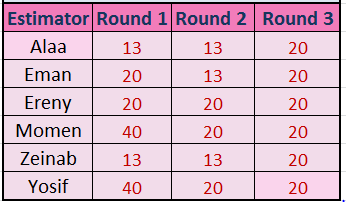 Estimator Round 1 Round 2 Round 3
Alaa 13 13 20
Eman 20 13 20
Ereny 20 20 20
Momen 40 20 20
Zeinab 13 13 20
Yosif 40 20 20
.